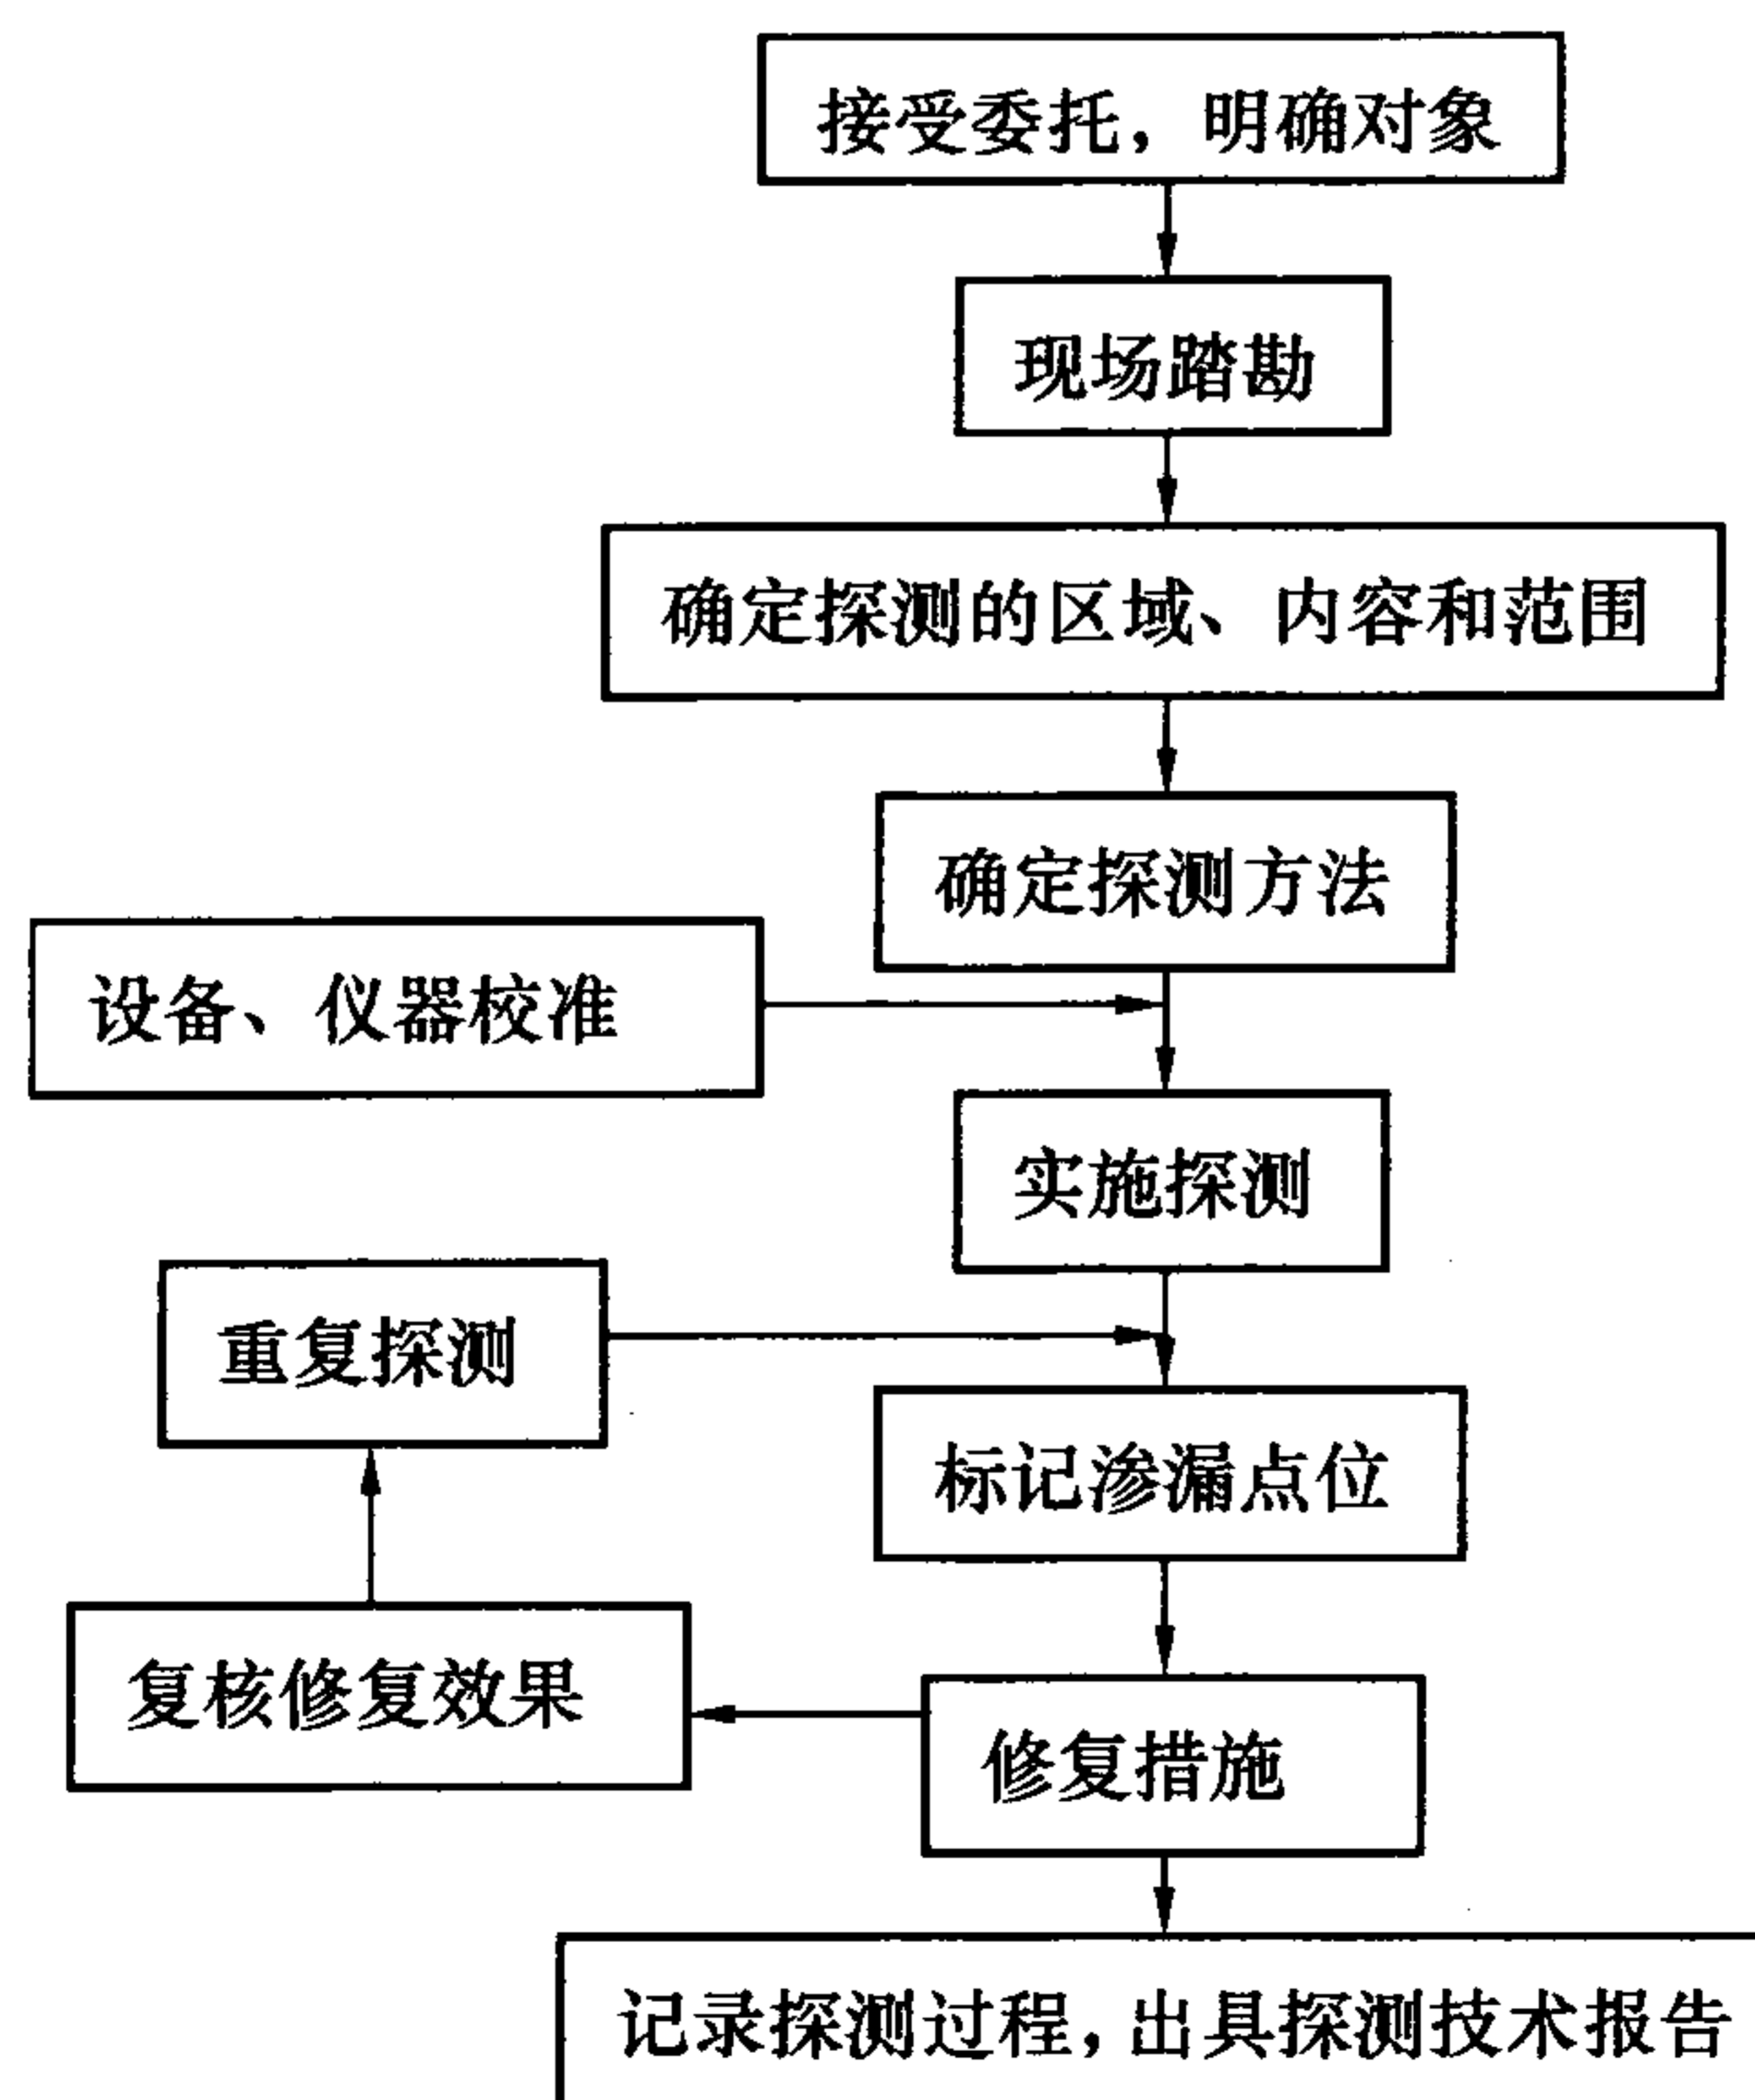 接受委托，明确对象
现场踏勘
确定探测的区域、内容和范围
确定探测方法
设备、仪器校准
实施探测
重复探测
标记渗漏点位
复核修复效果
修复措施
记录探测过程，出具探测技术报告